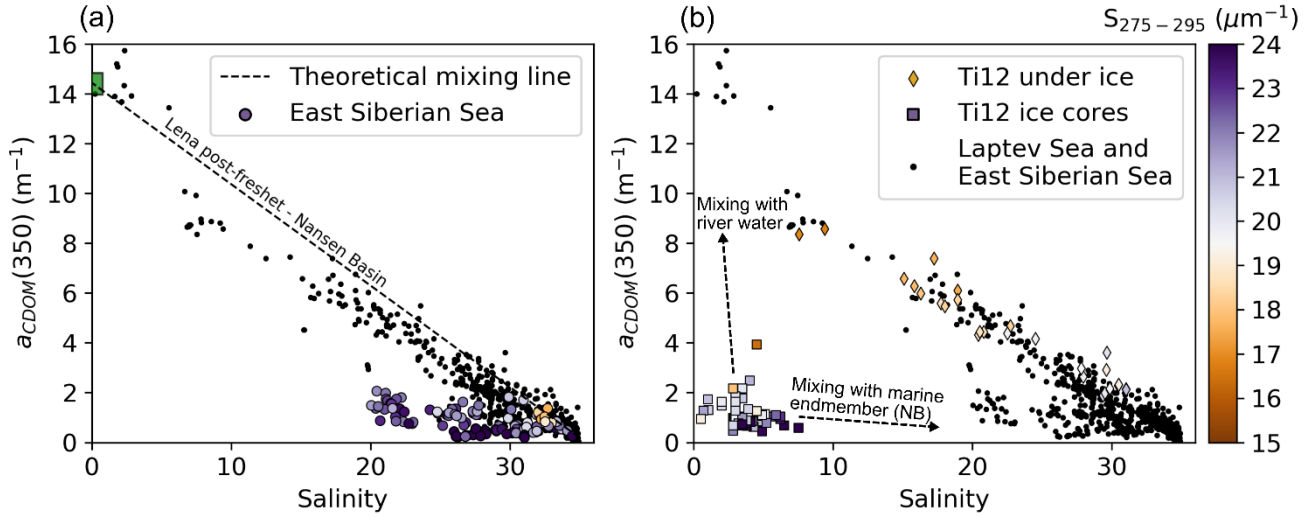 (a)
16
14
12
10
8
6
4
2
0
a_CDOM(350) (m⁻¹)
Theoretical mixing line
East Siberian Sea
Lena post-freshet - Nansen Basin
0
10
20
30
Salinity
(b)
16
14
12
10
8
6
4
2
0
a_CDOM(350) (m⁻¹)
Ti12 under ice
Ti12 ice cores
Laptev Sea and
East Siberian Sea
Mixing with
river water
Mixing with marine
endmember (NB)
0
10
20
30
Salinity
S₂₇₅₋₂₉₅ (μm⁻¹)
24
23
22
21
20
19
18
17
16
15